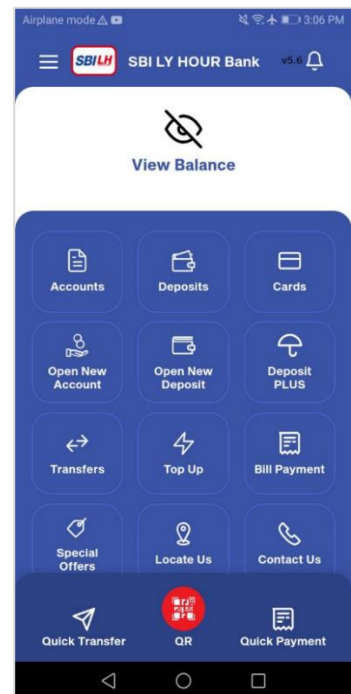 Airplane mode 3:06 PM
SBI LH SBI LY HOUR Bank v5.6
View Balance
Accounts Deposits Cards
Open New Open New Deposit
Account Deposit PLUS
Transfers Top Up Bill Payment
Special Locate Us Contact Us
Offers
Quick Transfer QR Quick Payment